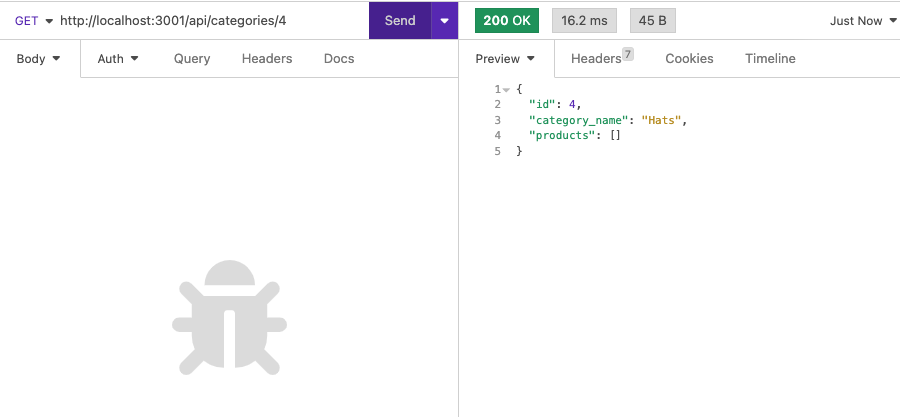 GET http://localhost:3001/api/categories/4 Send 200 OK 16.2 ms 45 B Just Now
Body Auth Query Headers Docs Preview Headers 7 Cookies Timeline
1 {
2 "id": 4,
3 "category_name": "Hats",
4 "products": []
5 }